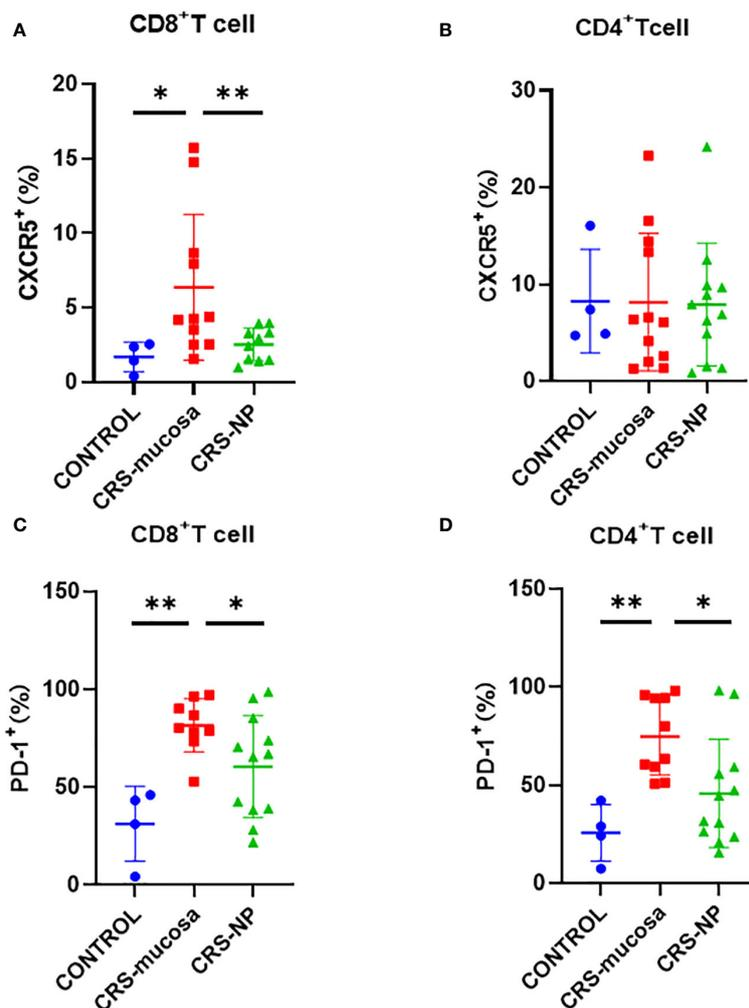 A
CD8⁺T cell
20
15
10
5
0
CXCR5⁺(%)
* **
CONTROL
CRS-mucosa
CRS-NP
B
CD4⁺Tcell
30
20
10
0
CXCR5⁺(%)
CONTROL
CRS-mucosa
CRS-NP
C
CD8⁺T cell
150
100
50
0
PD-1⁺(%)
** *
CONTROL
CRS-mucosa
CRS-NP
D
CD4⁺T cell
150
100
50
0
PD-1⁺(%)
** *
CONTROL
CRS-mucosa
CRS-NP